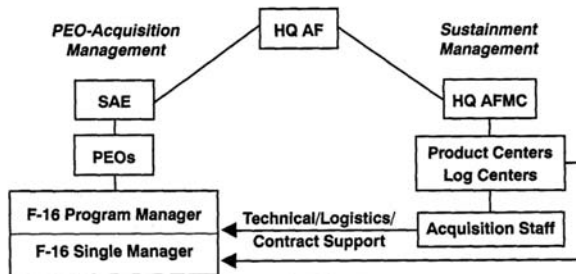 PEO-Acquisition
Management
HQ AF
Sustainment
Management
SAE
HQ AFMC
PEOs
Product Centers
Log Centers
F-16 Program Manager
Technical/Logistics/
Contract Support
Acquisition Staff
F-16 Single Manager